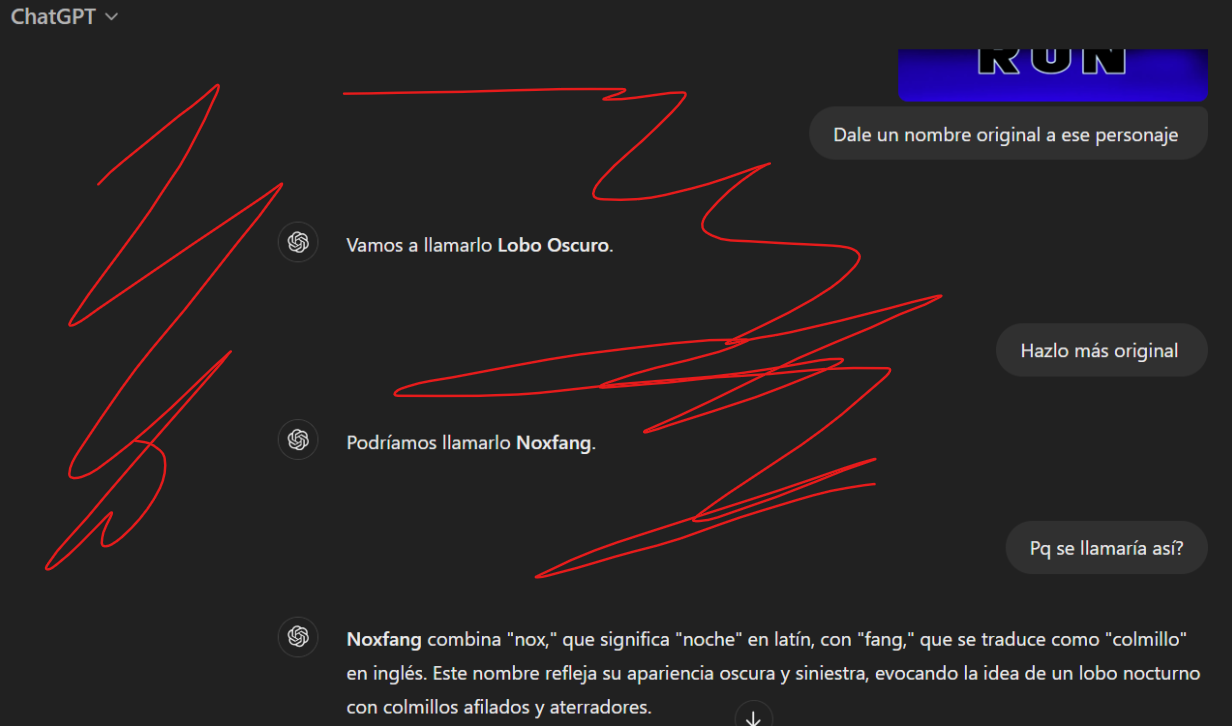 ChatGPT
RUN
Dale un nombre original a ese personaje
Vamos a llamarlo Lobo Oscuro.
Hazlo más original
Podríamos llamarlo Noxfang.
Pq se llamaría así?
Noxfang combina "nox," que significa "noche" en latín, con "fang," que se traduce como "colmillo"
en inglés. Este nombre refleja su apariencia oscura y siniestra, evocando la idea de un lobo nocturno
con colmillos afilados y aterradores.